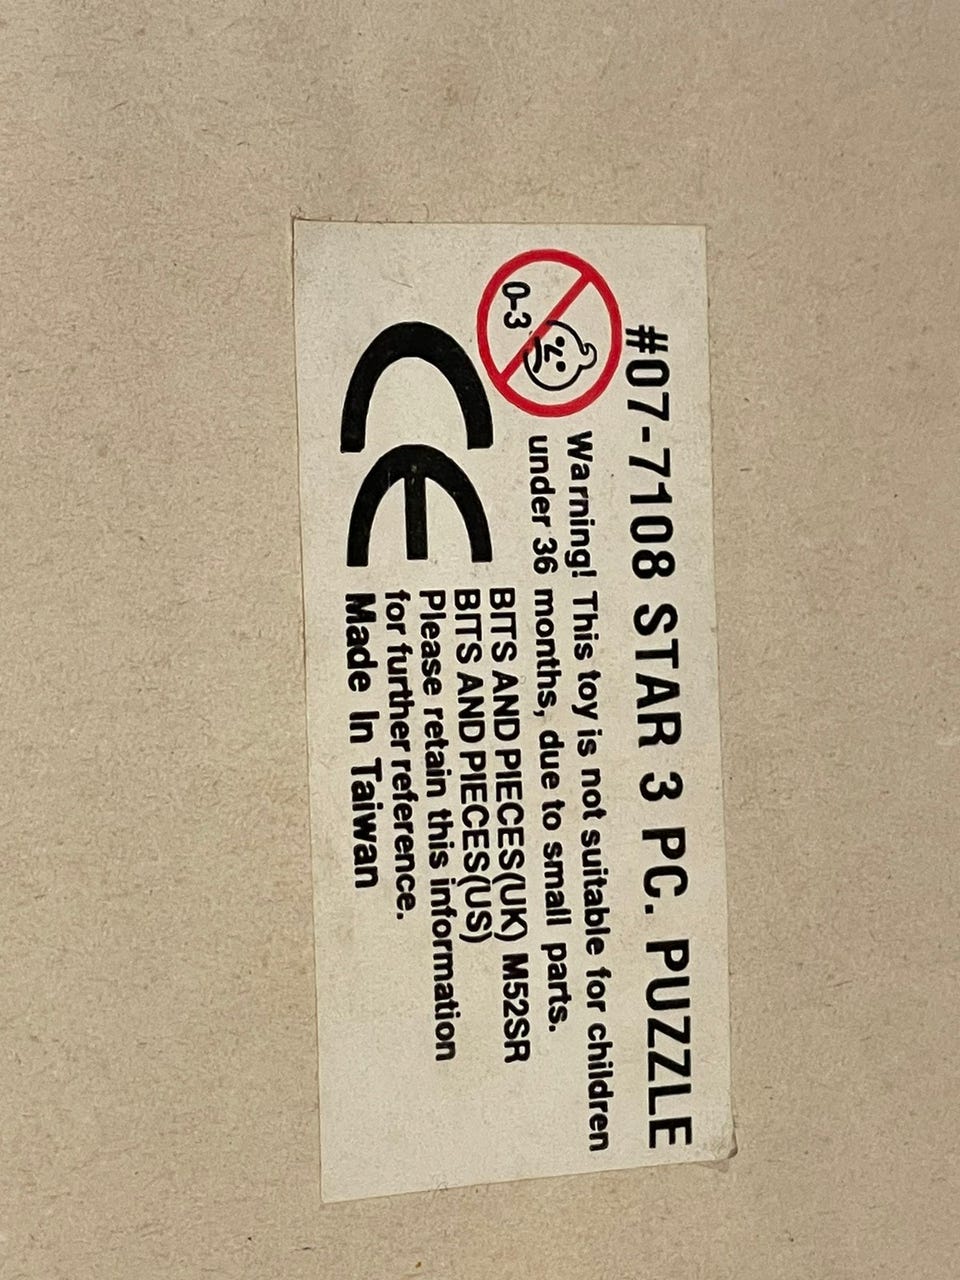 #07-7108 STAR 3 PC. PUZZLE
0-3
Warning! This toy is not suitable for children
under 36 months, due to small parts.
CE
BITS AND PIECES(UK) M52SR
BITS AND PIECES(US)
Please retain this information
for further reference.
Made In Taiwan